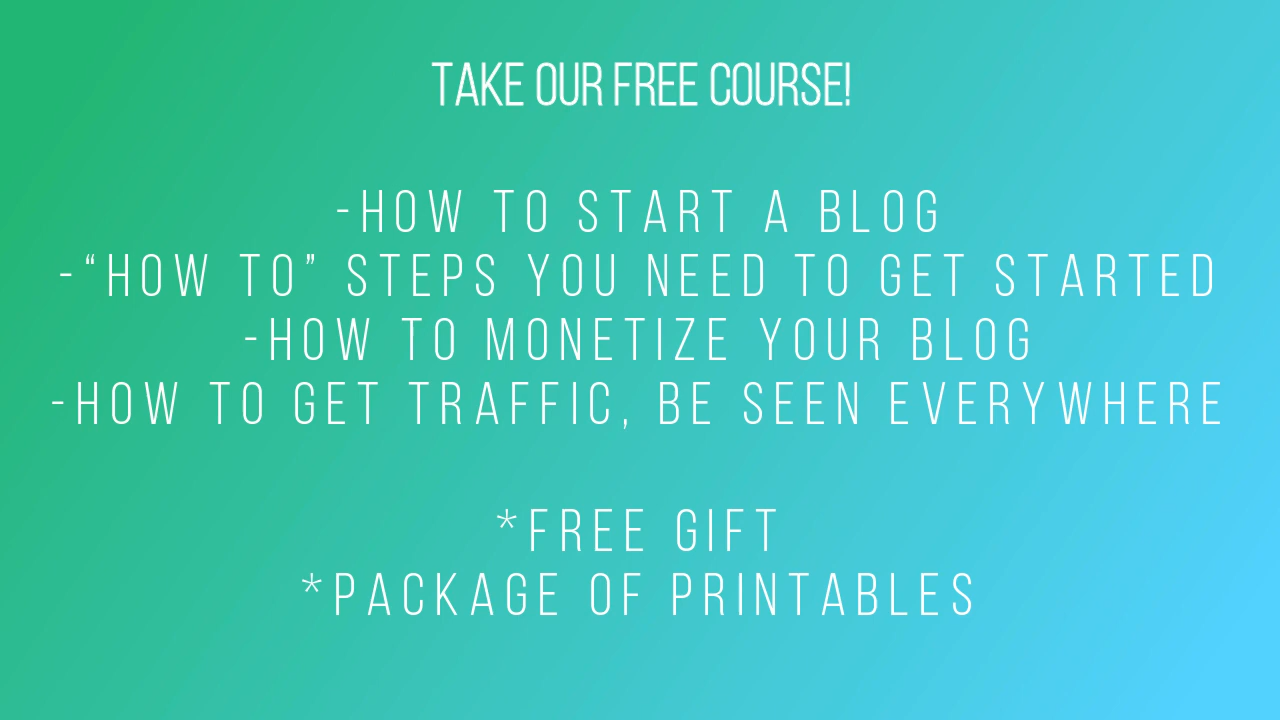 TAKE OUR FREE COURSE!
-HOW TO START A BLOG
-“HOW TO” STEPS YOU NEED TO GET STARTED
-HOW TO MONETIZE YOUR BLOG
-HOW TO GET TRAFFIC, BE SEEN EVERYWHERE
*FREE GIFT
*PACKAGE OF PRINTABLES